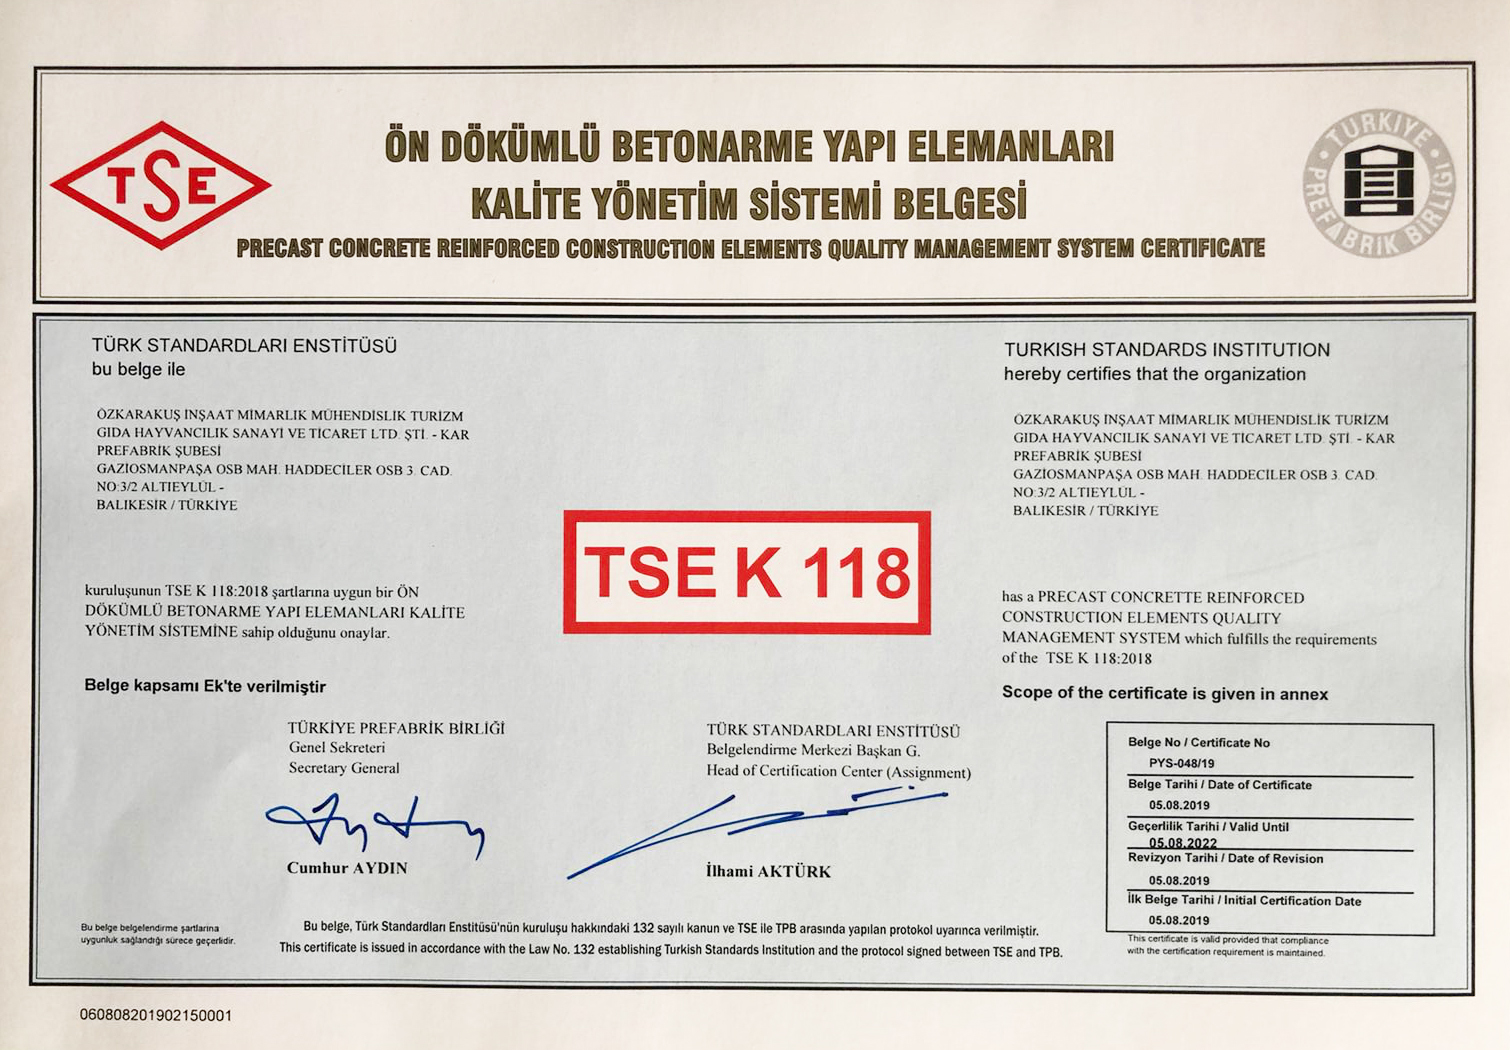 TSE
ÖN DÖKÜMLÜ BETONARME YAPI ELEMANLARI
KALİTE YÖNETİM SİSTEMİ BELGESİ
PRECAST CONCRETE REINFORCED CONSTRUCTION ELEMENTS QUALITY MANAGEMENT SYSTEM CERTIFICATE
• TÜRKİYE • PREFABRİK BİRLİĞİ
TÜRK STANDARDLARI ENSTİTÜSÜ
bu belge ile
ÖZKARAKUŞ İNŞAAT MİMARLIK MÜHENDİSLİK TURİZM
GIDA HAYVANCILIK SANAYİ VE TİCARET LTD. ŞTİ. - KAR
PREFABRİK ŞUBESİ
GAZİOSMANPAŞA OSB MAH. HADDECİLER OSB 3. CAD.
NO:3/2 ALTIEYLÜL -
BALIKESİR / TÜRKİYE
kuruluşunun TSE K 118:2018 şartlarına uygun bir ÖN
DÖKÜMLÜ BETONARME YAPI ELEMANLARI KALİTE
YÖNETİM SİSTEMİNE sahip olduğunu onaylar.
Belge kapsamı Ek'te verilmiştir
TSE K 118
TURKISH STANDARDS INSTITUTION
hereby certifies that the organization
ÖZKARAKUŞ İNŞAAT MİMARLIK MÜHENDİSLİK TURİZM
GIDA HAYVANCILIK SANAYİ VE TİCARET LTD. ŞTİ. - KAR
PREFABRİK ŞUBESİ
GAZİOSMANPAŞA OSB MAH. HADDECİLER OSB 3. CAD.
NO:3/2 ALTIEYLÜL -
BALIKESİR / TÜRKİYE
has a PRECAST CONCRETTE REINFORCED
CONSTRUCTION ELEMENTS QUALITY
MANAGEMENT SYSTEM which fulfills the requirements
of the TSE K 118:2018
Scope of the certificate is given in annex
TÜRKİYE PREFABRİK BİRLİĞİ
Genel Sekreteri
Secretary General
Cumhur AYDIN
TÜRK STANDARDLARI ENSTİTÜSÜ
Belgelendirme Merkezi Başkan G.
Head of Certification Center (Assignment)
İlhami AKTÜRK
Belge No / Certificate No
PYS-048/19
Belge Tarihi / Date of Certificate
05.08.2019
Geçerlilik Tarihi / Valid Until
05.08.2022
Revizyon Tarihi / Date of Revision
05.08.2019
İlk Belge Tarihi / Initial Certification Date
05.08.2019
Bu belge belgelendirme şartlarına
uygunluk sağlandığı sürece geçerlidir.
Bu belge, Türk Standardları Enstitüsü'nün kuruluşu hakkındaki 132 sayılı kanun ve TSE ile TPB arasında yapılan protokol uyarınca verilmiştir.
This certificate is issued in accordance with the Law No. 132 establishing Turkish Standards Institution and the protocol signed between TSE and TPB.
This certificate is valid provided that compliance
with the certification requirement is maintained.
060808201902150001